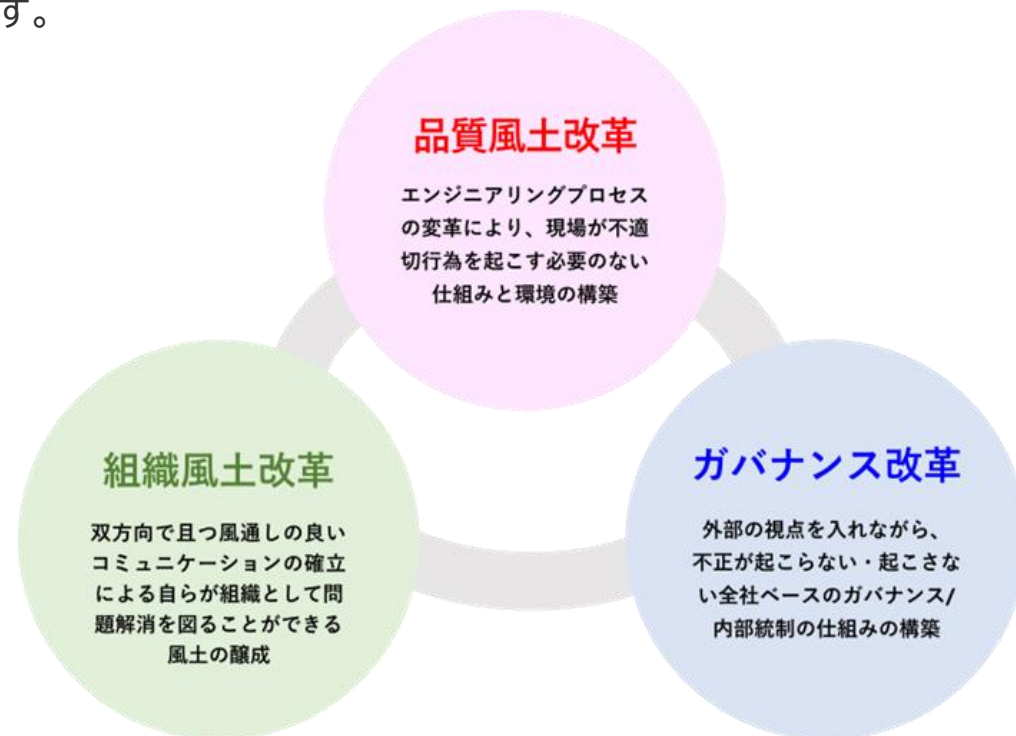 す。
品質風土改革
エンジニアリングプロセス
の変革により、現場が不適
切行為を起こす必要のない
仕組みと環境の構築
組織風土改革
双方向で且つ風通しの良い
コミュニケーションの確立
による自らが組織として問
題解消を図ることができる
風土の醸成
ガバナンス改革
外部の視点を入れながら、
不正が起こらない・起こさな
い全社ベースのガバナンス/
内部統制の仕組みの構築